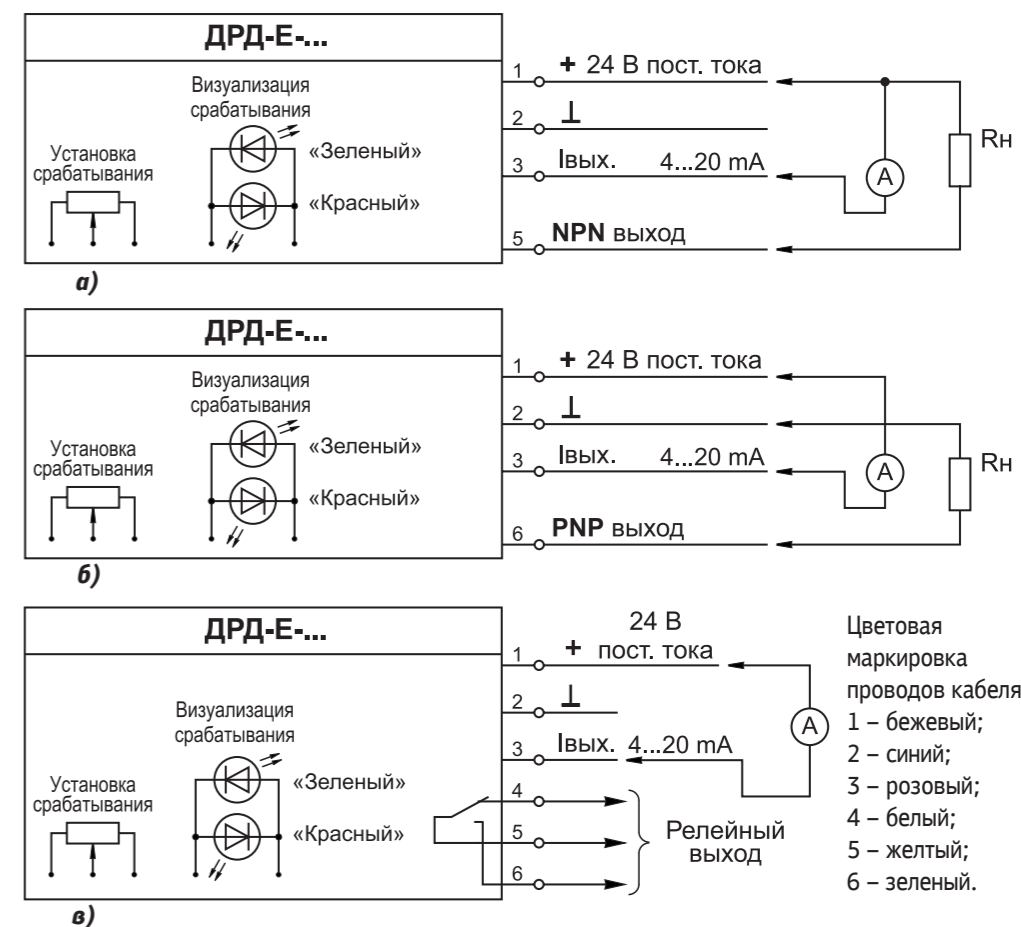 ДРД-Е-...
Визуализация
срабатывания
Установка
срабатывания
«Зеленый»
«Красный»
1
+ 24 В пост. тока
2
⊥
3
Iвых. 4...20 mA
5
NPN выход
A
Rн
а)
ДРД-Е-...
Визуализация
срабатывания
Установка
срабатывания
«Зеленый»
«Красный»
1
+ 24 В пост. тока
2
⊥
3
Iвых. 4...20 mA
6
PNP выход
A
Rн
б)
ДРД-Е-...
Визуализация
срабатывания
Установка
срабатывания
«Зеленый»
«Красный»
1
24 В
+ пост. тока
2
⊥
3
Iвых. 4...20 mA
A
4
5
6
Релейный
выход
в)
Цветовая
маркировка
проводов кабеля
1 – бежевый;
2 – синий;
3 – розовый;
4 – белый;
5 – желтый;
6 – зеленый.